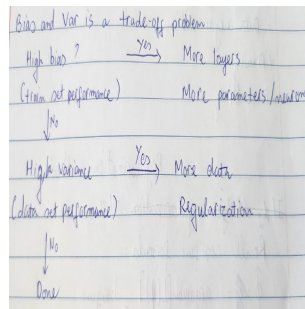 Bias and Var is a trade-off problem
High bias? Yes More layers
(train set performance) More parameters/neurons
No
High variance Yes More data
(data set performance) Regularization
No
Done